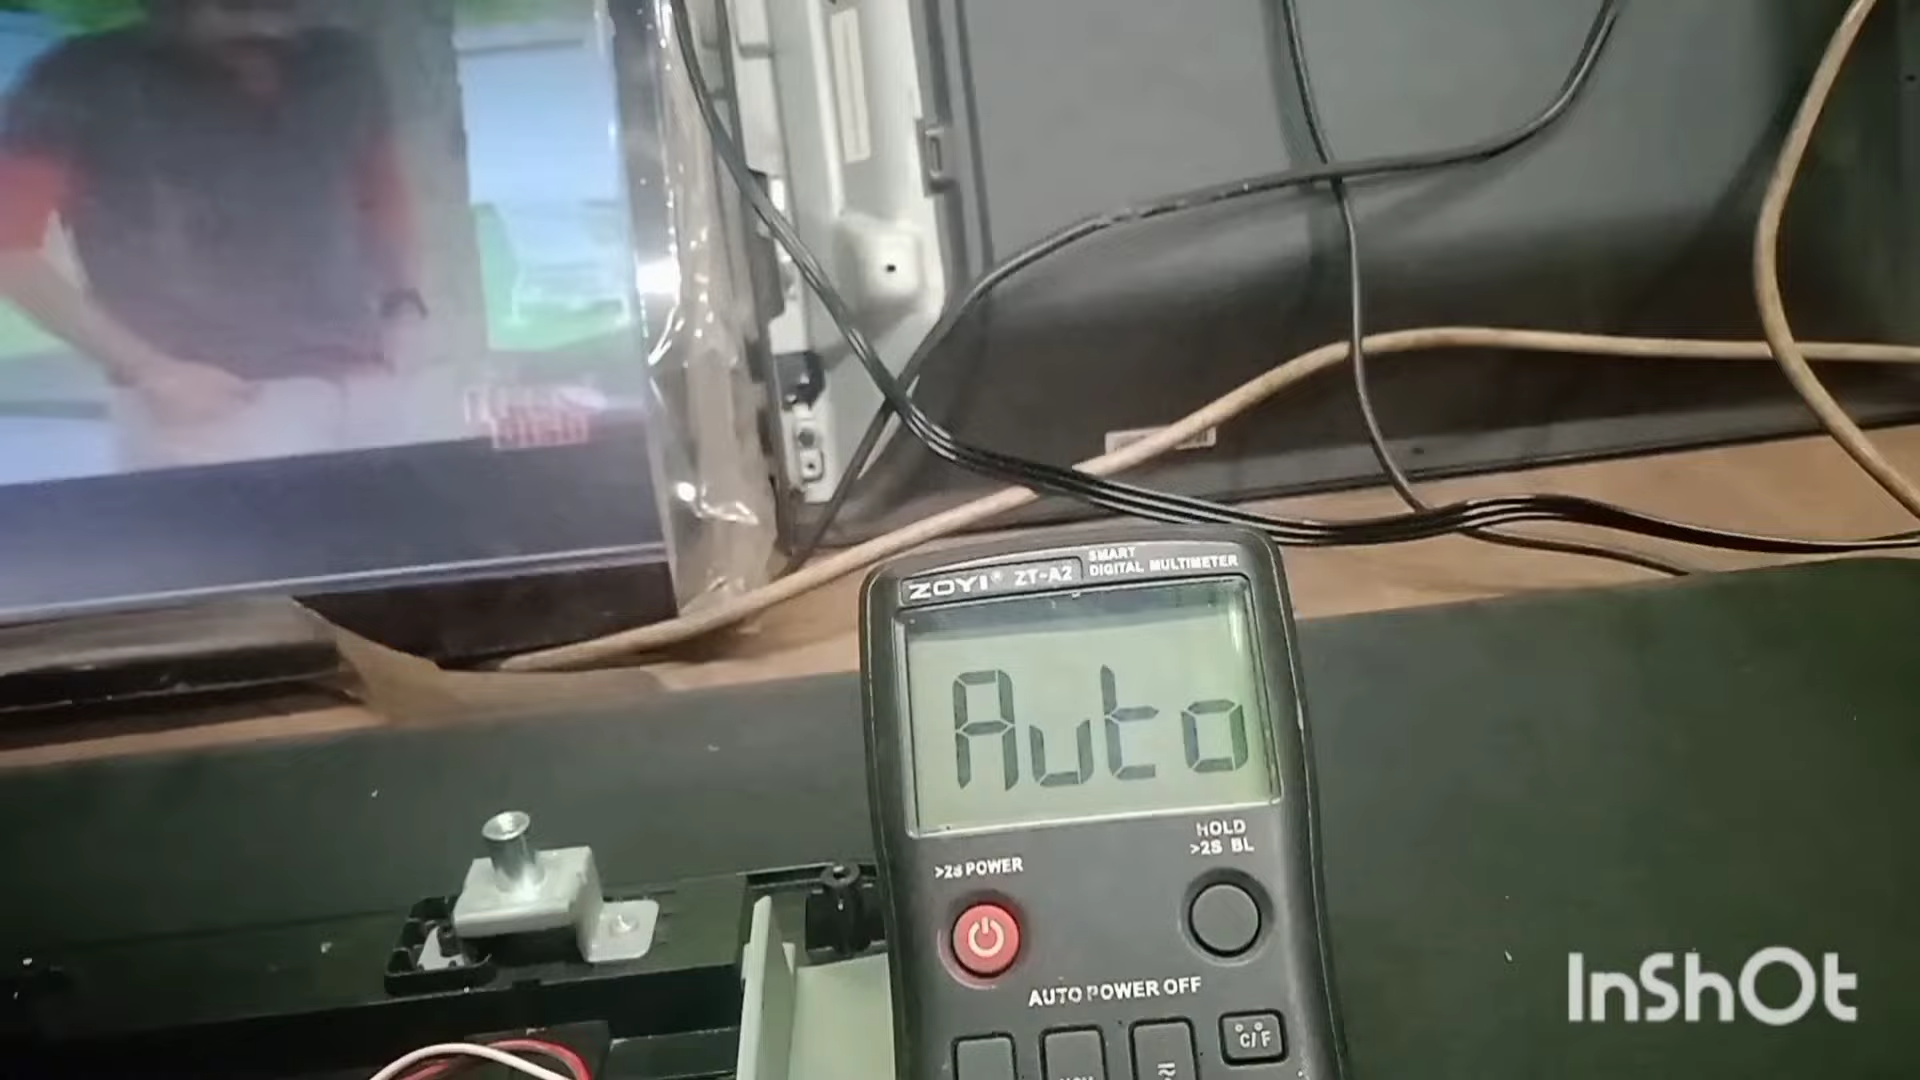 ZOYI® ZT-A2 SMART
DIGITAL MULTIMETER
Auto
HOLD
>2S BL
>2S POWER
AUTO POWER OFF
°C/°F
InShOt